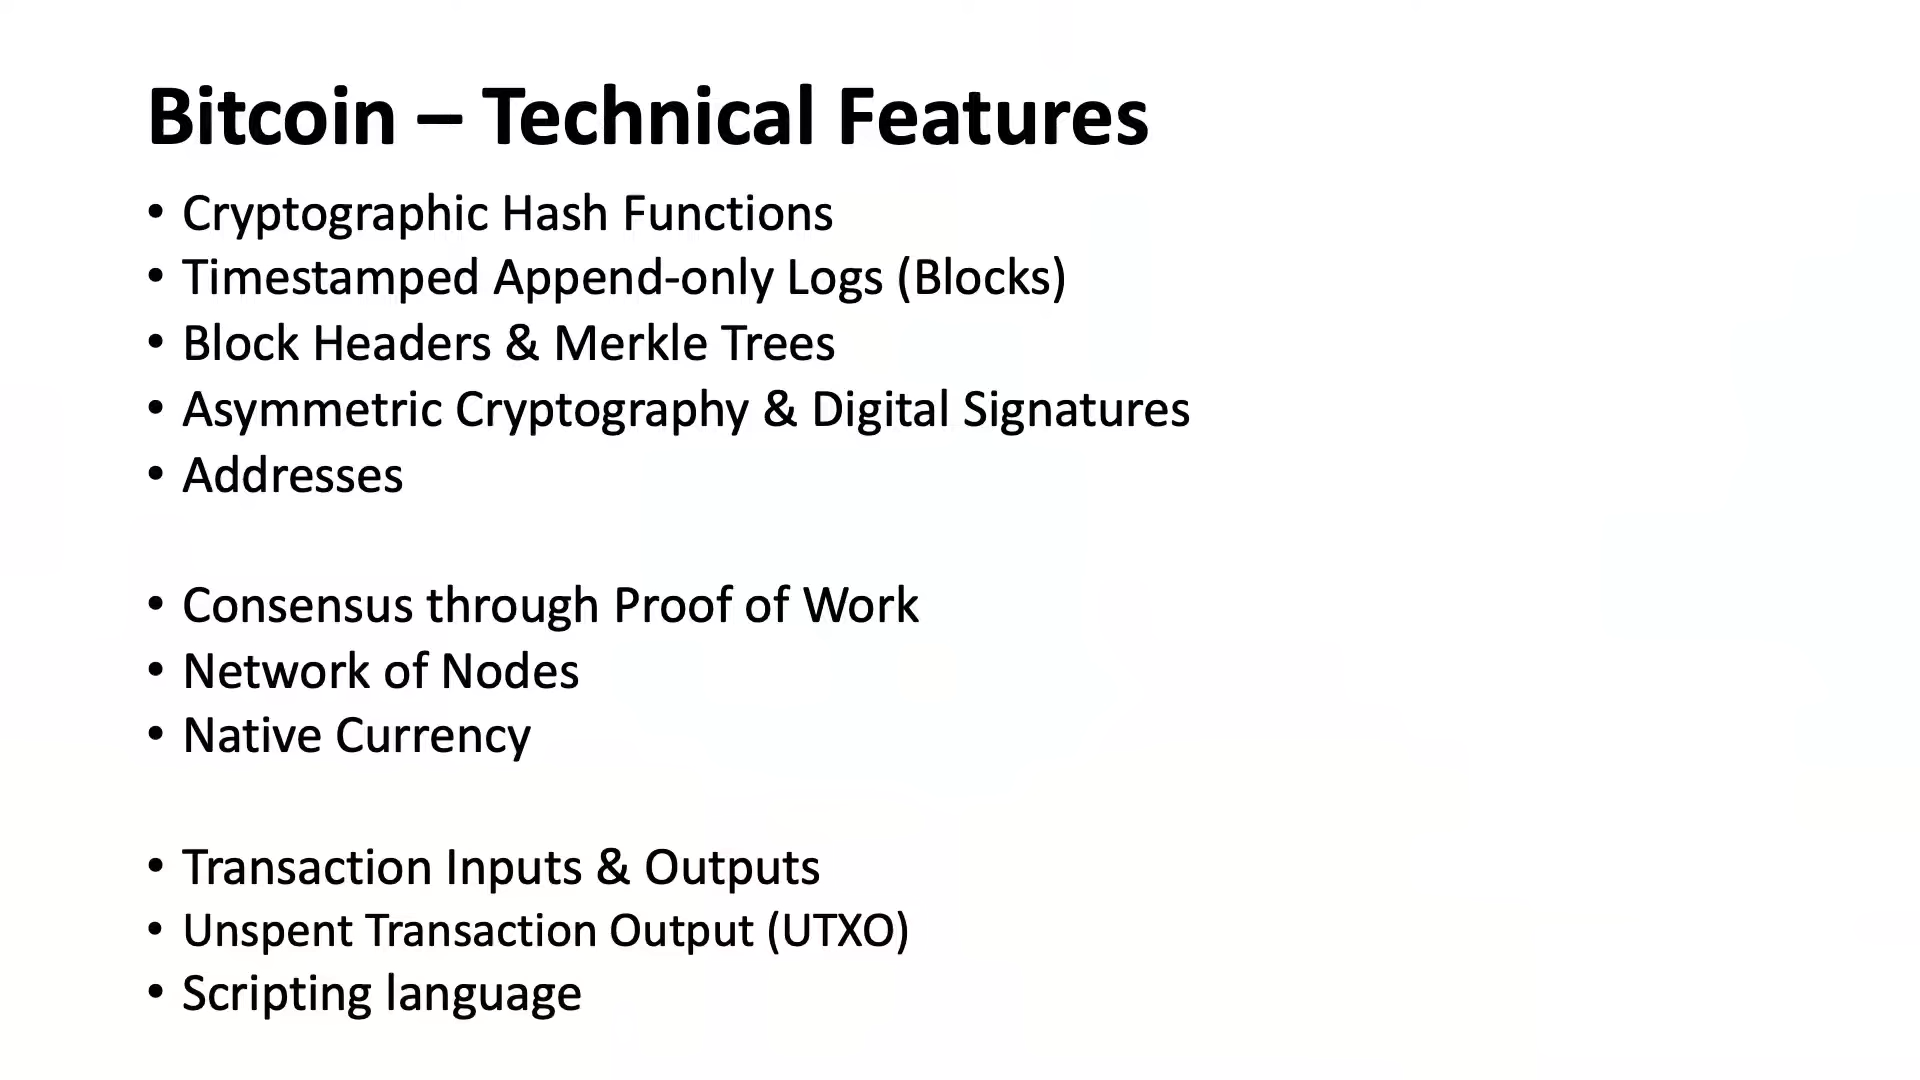 Bitcoin – Technical Features
• Cryptographic Hash Functions
• Timestamped Append-only Logs (Blocks)
• Block Headers & Merkle Trees
• Asymmetric Cryptography & Digital Signatures
• Addresses
• Consensus through Proof of Work
• Network of Nodes
• Native Currency
• Transaction Inputs & Outputs
• Unspent Transaction Output (UTXO)
• Scripting language